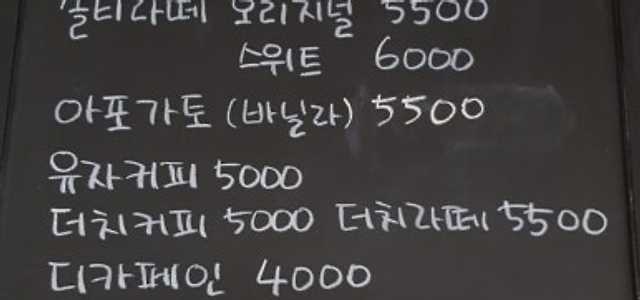 솔티라떼 오리지널 5500
스위트 6000
아포가토 (바닐라) 5500
유자커피 5000
더치커피 5000 더치라떼 5500
디카페인 4000